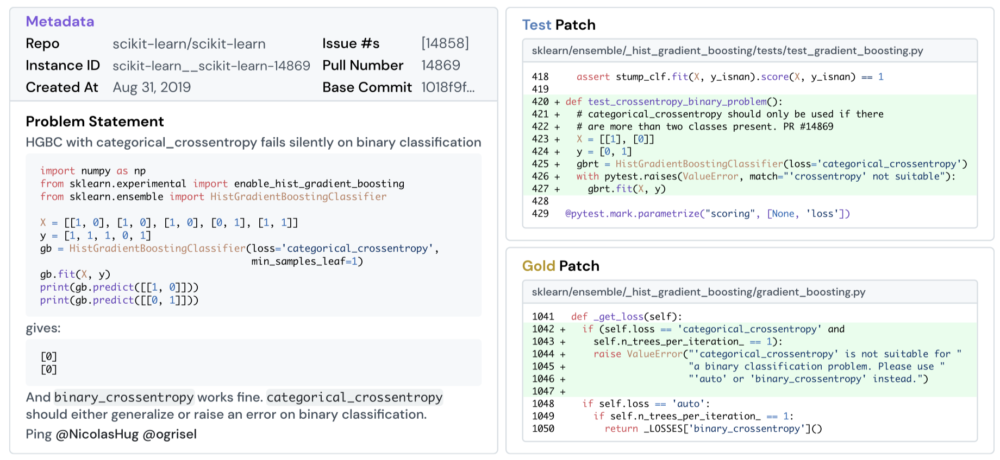 Metadata
Repo scikit-learn/scikit-learn Issue #s [14858]
Instance ID scikit-learn__scikit-learn-14869 Pull Number 14869
Created At Aug 31, 2019 Base Commit 1018f9f...
Problem Statement
HGBC with categorical_crossentropy fails silently on binary classification
import numpy as np
from sklearn.experimental import enable_hist_gradient_boosting
from sklearn.ensemble import HistGradientBoostingClassifier
X = [[1, 0], [1, 0], [1, 0], [0, 1], [1, 1]]
y = [1, 1, 1, 0, 1]
gb = HistGradientBoostingClassifier(loss='categorical_crossentropy',
min_samples_leaf=1)
gb.fit(X, y)
print(gb.predict([[1, 0]]))
print(gb.predict([[0, 1]]))
gives:
[0]
[0]
And binary_crossentropy works fine. categorical_crossentropy
should either generalize or raise an error on binary classification.
Ping @NicolasHug @ogrisel
Test Patch
sklearn/ensemble/_hist_gradient_boosting/tests/test_gradient_boosting.py
418 assert stump_clf.fit(X, y_isnan).score(X, y_isnan) == 1
419
420 + def test_crossentropy_binary_problem():
421 + # categorical_crossentropy should only be used if there
422 + # are more than two classes present. PR #14869
423 + X = [[1], [0]]
424 + y = [0, 1]
425 + gbrt = HistGradientBoostingClassifier(loss='categorical_crossentropy')
426 + with pytest.raises(ValueError, match="'crossentropy' not suitable"):
427 + gbrt.fit(X, y)
428
429 @pytest.mark.parametrize("scoring", [None, 'loss'])
Gold Patch
sklearn/ensemble/_hist_gradient_boosting/gradient_boosting.py
1041 def _get_loss(self):
1042 + if (self.loss == 'categorical_crossentropy' and
1043 + self.n_trees_per_iteration_ == 1):
1044 + raise ValueError("'categorical_crossentropy' is not suitable for "
1045 + "a binary classification problem. Please use "
1046 + "'auto' or 'binary_crossentropy' instead.")
1047 +
1048 if self.loss == 'auto':
1049 if self.n_trees_per_iteration_ == 1:
1050 return _LOSSES['binary_crossentropy']()